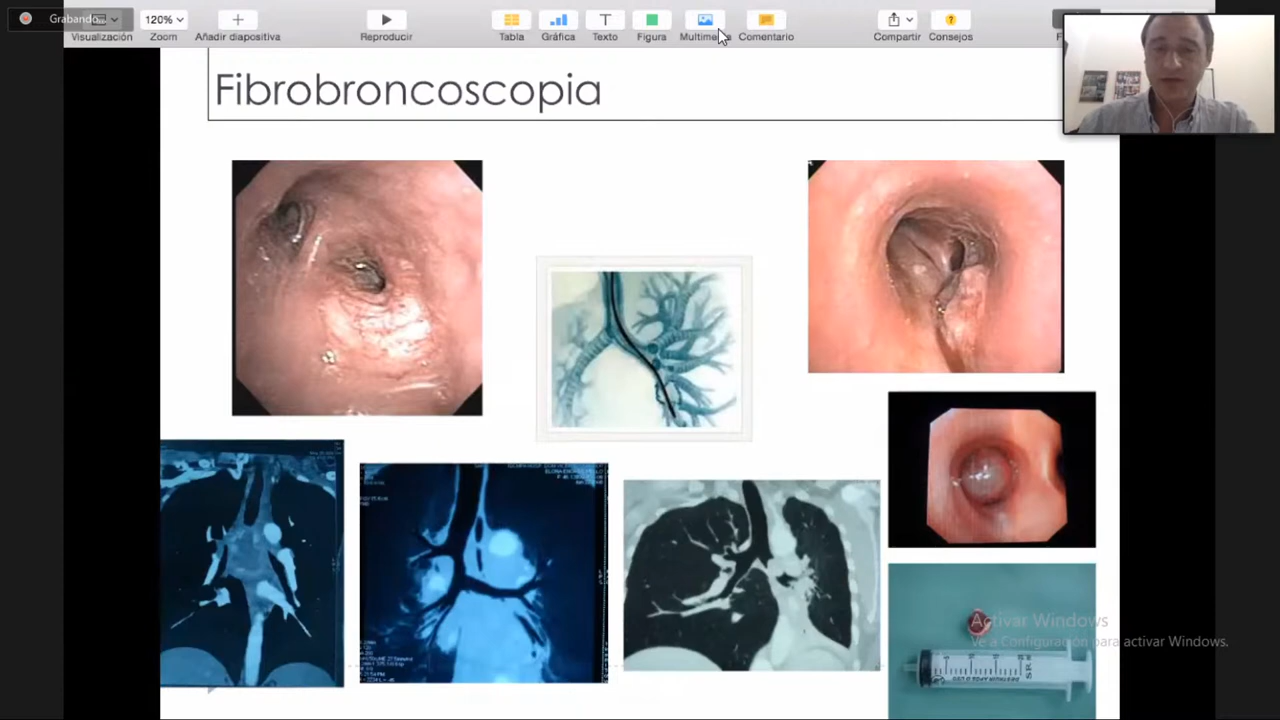 Grabando...
Visualización
120%
Zoom
Añadir diapositiva
Reproducir
Tabla
Gráfica
Texto
Figura
Comentario
Compartir
Consejos
Fibrobroncoscopia
Activar Windows
Ve a Configuración para activar Windows.